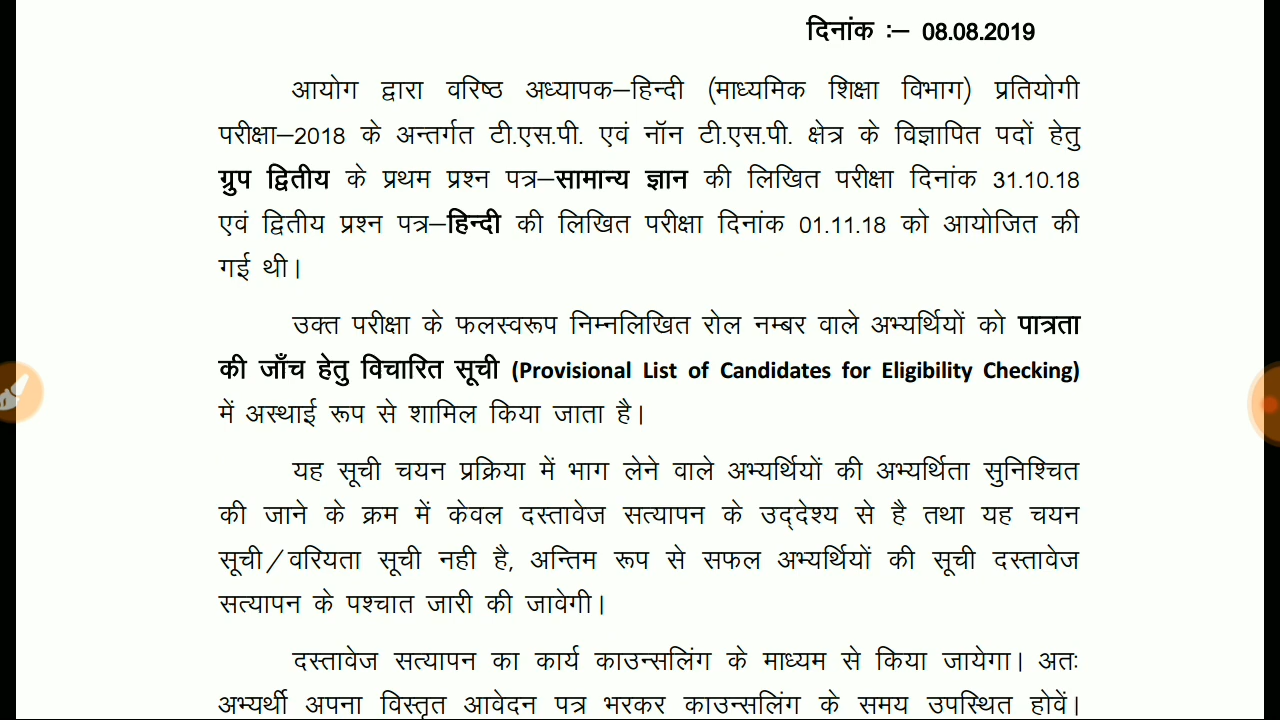 दिनांक :– 08.08.2019
आयोग द्वारा वरिष्ठ अध्यापक–हिन्दी (माध्यमिक शिक्षा विभाग) प्रतियोगी
परीक्षा–2018 के अन्तर्गत टी.एस.पी. एवं नॉन टी.एस.पी. क्षेत्र के विज्ञापित पदों हेतु
ग्रुप द्वितीय के प्रथम प्रश्न पत्र–सामान्य ज्ञान की लिखित परीक्षा दिनांक 31.10.18
एवं द्वितीय प्रश्न पत्र–हिन्दी की लिखित परीक्षा दिनांक 01.11.18 को आयोजित की
गई थी।
उक्त परीक्षा के फलस्वरूप निम्नलिखित रोल नम्बर वाले अभ्यर्थियों को पात्रता
की जाँच हेतु विचारित सूची (Provisional List of Candidates for Eligibility Checking)
में अस्थाई रूप से शामिल किया जाता है।
यह सूची चयन प्रक्रिया में भाग लेने वाले अभ्यर्थियों की अभ्यर्थिता सुनिश्चित
की जाने के क्रम में केवल दस्तावेज सत्यापन के उद्देश्य से है तथा यह चयन
सूची/वरियता सूची नही है, अन्तिम रूप से सफल अभ्यर्थियों की सूची दस्तावेज
सत्यापन के पश्चात जारी की जावेगी।
दस्तावेज सत्यापन का कार्य काउन्सलिंग के माध्यम से किया जायेगा। अतः
अभ्यर्थी अपना विस्तृत आवेदन पत्र भरकर काउन्सलिंग के समय उपस्थित होवें।